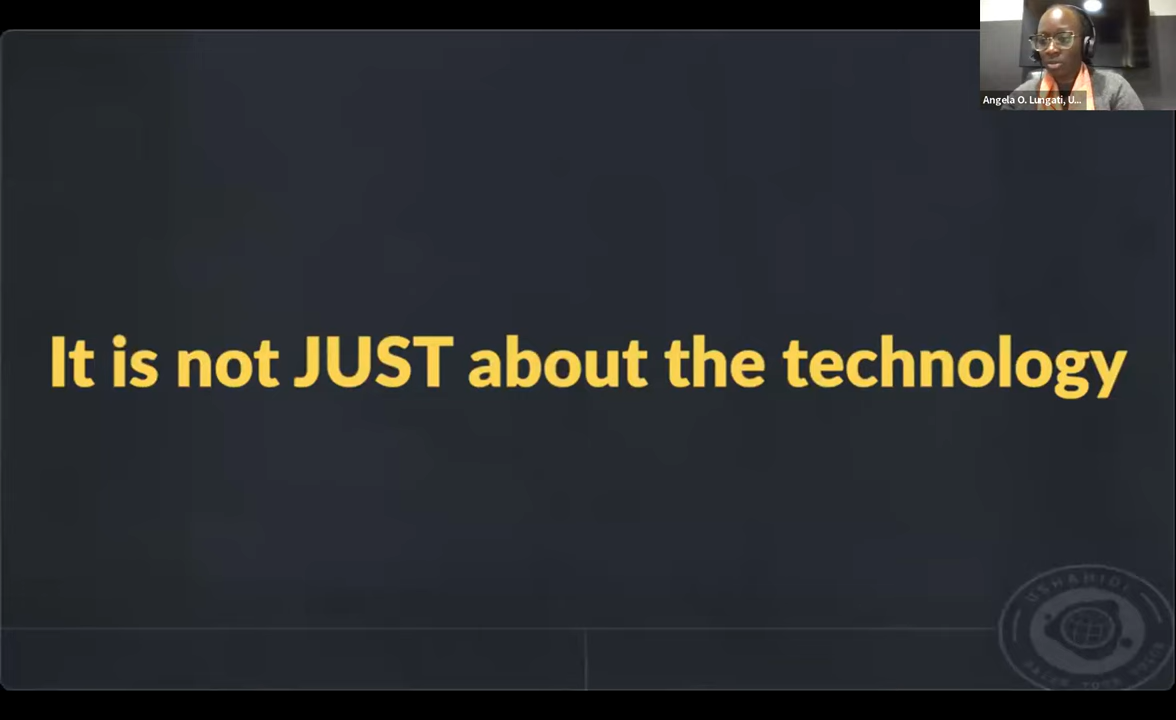 Angela O. Lungati, U...
It is not JUST about the technology
USHAHIDI